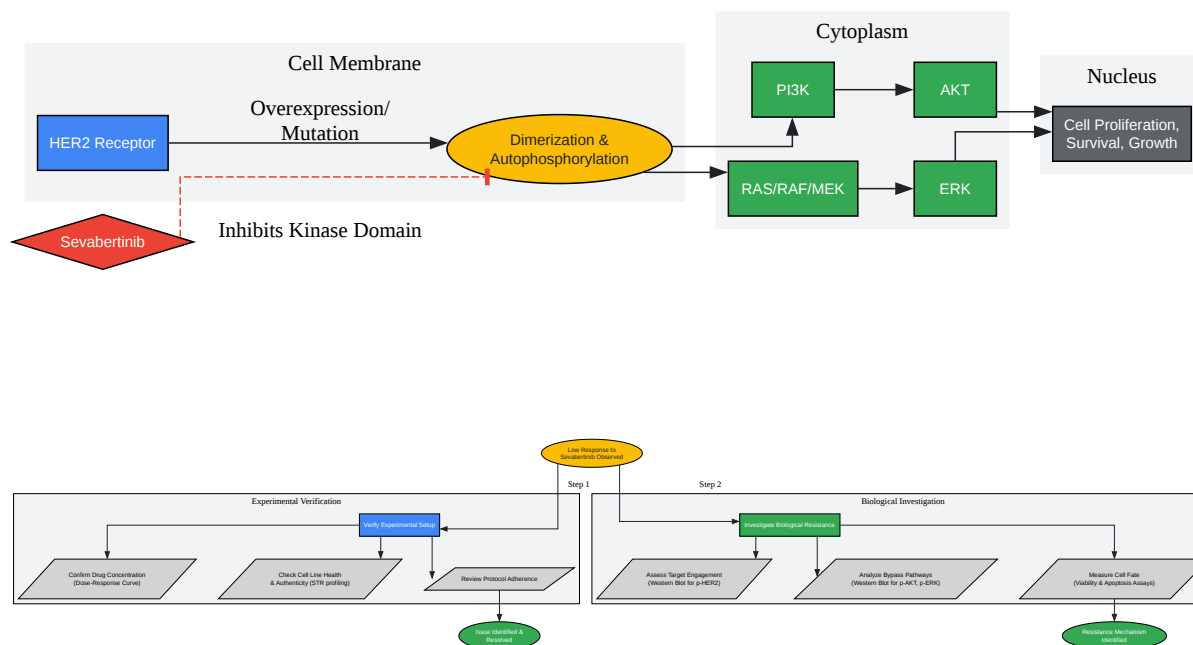 Cytoplasm
Cell Membrane
Nucleus
Overexpression/
Mutation
HER2 Receptor
Dimerization &
Autophosphorylation
PI3K
AKT
RAS/RAF/MEK
ERK
Cell Proliferation,
Survival, Growth
Sevabertinib
Inhibits Kinase Domain
Low Response to
Sevabertinib Observed
Step 1
Step 2
Experimental Verification
Verify Experimental Setup
Confirm Drug Concentration
(Dose-Response Curve)
Check Cell Line Health
& Authenticity (STR profiling)
Review Protocol Adherence
Issue Identified &
Resolved
Biological Investigation
Investigate Biological Resistance
Assess Target Engagement
(Western Blot for p-HER2)
Analyze Bypass Pathways
(Western Blot for p-AKT, p-ERK)
Measure Cell Fate
(Viability & Apoptosis Assays)
Resistance Mechanism
Identified